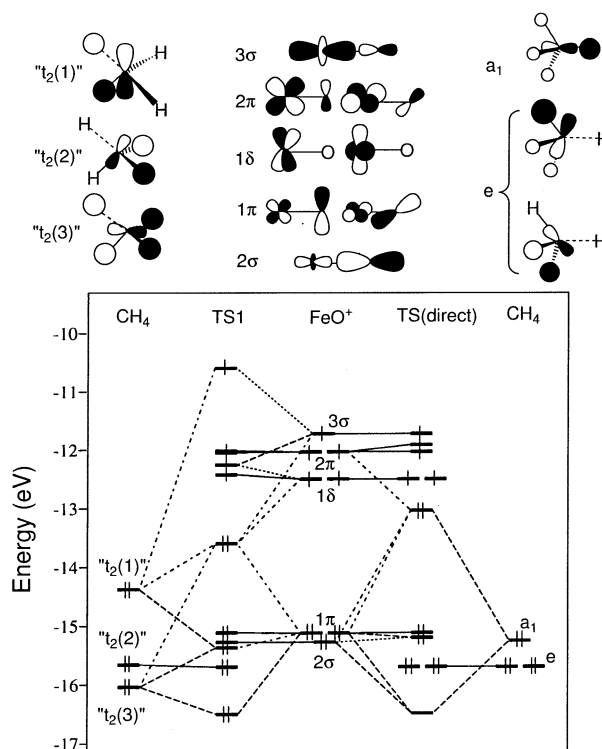 "t₂(1)"
H
H
"t₂(2)"
H
H
"t₂(3)"
3σ
2π
1δ
1π
2σ
a₁
e
H
CH₄ TS1 FeO⁺ TS(direct) CH₄
Energy (eV)
-10
-11
-12
-13
-14
-15
-16
-17
3σ
2π
1δ
"t₂(1)"
1π
a₁
"t₂(2)"
2σ
e
"t₂(3)"